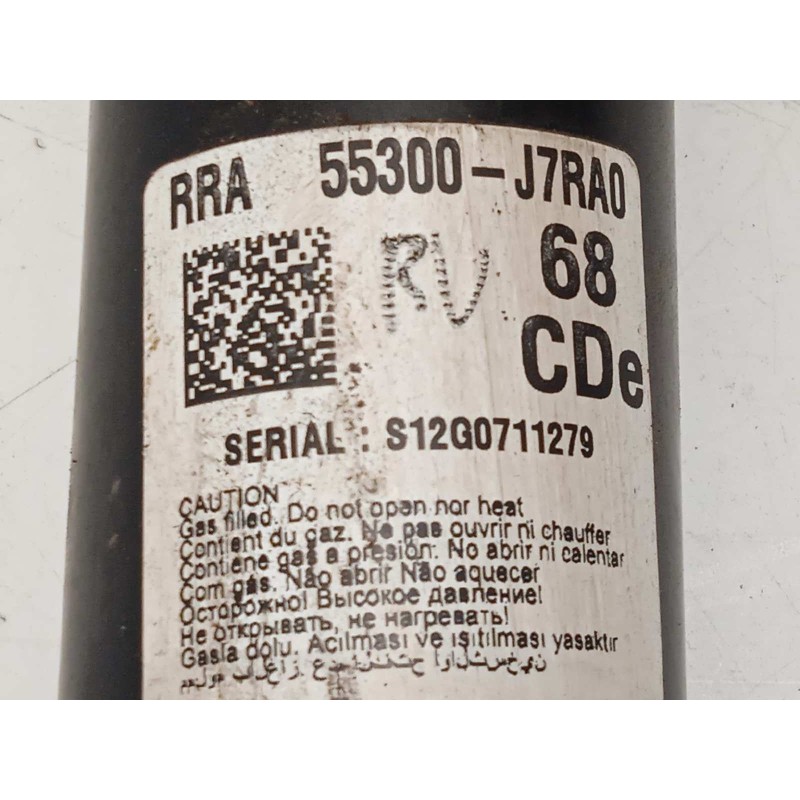 RRA 55300-J7RA0
RV 68
CDe
SERIAL : S12G0711279
CAUTION
Gas filled. Do not open nor heat
Contient du gaz. Ne pas ouvrir ni chauffer
Contiene gas a presión. No abrir ni calentar
Com gás. Não abrir Não aquecer
Осторожно! Высокое давление!
Не открывать, не нагревать!
Gasla dolu. Açılması ve ısıtılması yasaktır